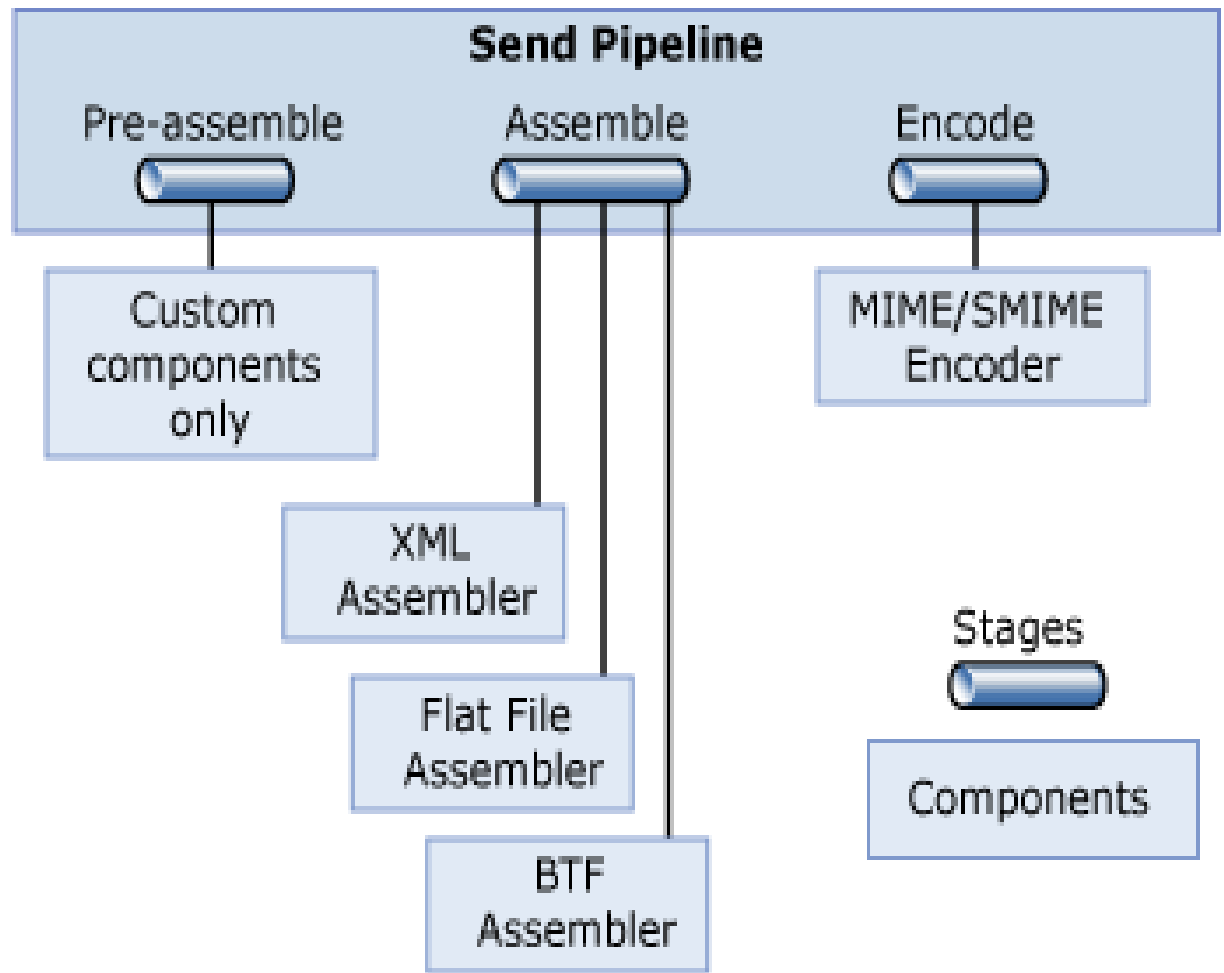 Send Pipeline
Pre-assemble
Assemble
Encode
Custom
components
only
MIME/SMIME
Encoder
XML
Assembler
Flat File
Assembler
BTF
Assembler
Stages
Components